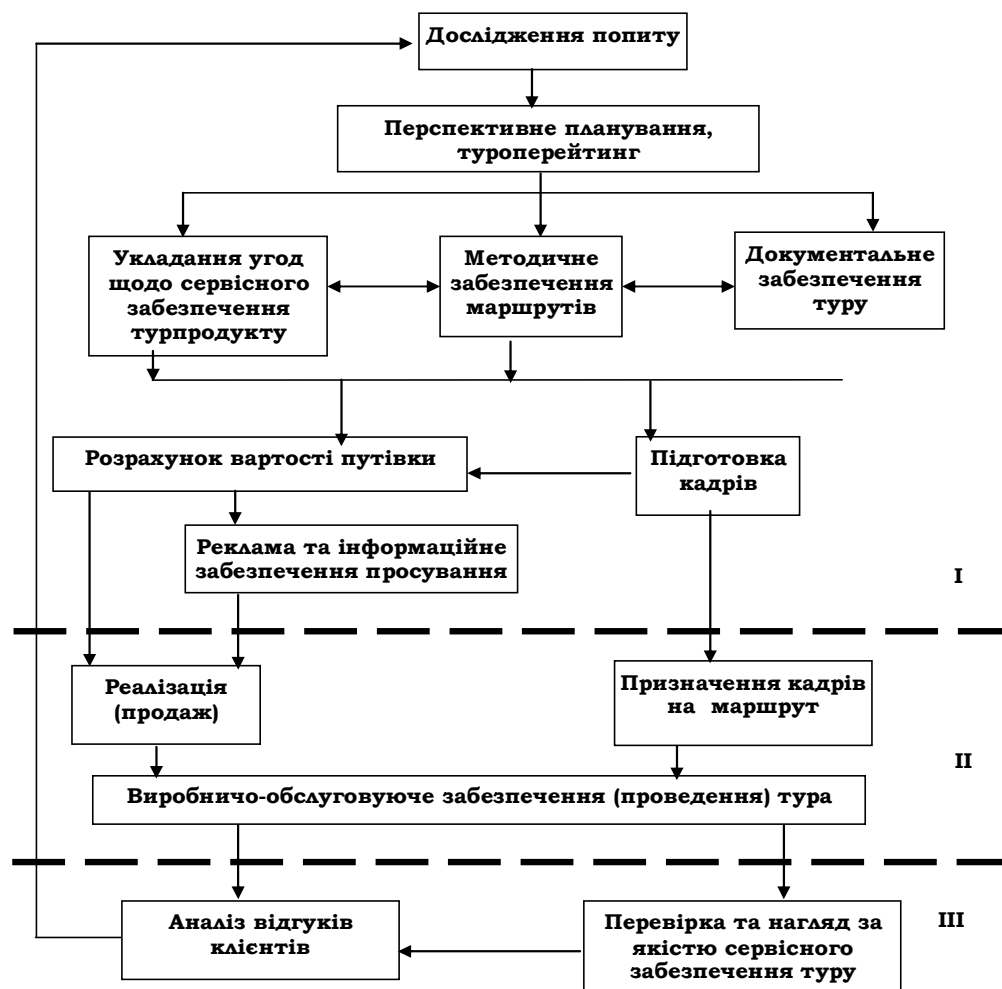 Дослідження попиту
Перспективне планування,
туроперейтинг
Укладання угод
щодо сервісного
забезпечення
турпродукту
Методичне
забезпечення
маршрутів
Документальне
забезпечення
туру
Розрахунок вартості путівки
Підготовка
кадрів
Реклама та інформаційне
забезпечення просування
I
Реалізація
(продаж)
Призначення кадрів
на маршрут
II
Виробничо-обслуговуюче забезпечення (проведення) тура
Аналіз відгуків
клієнтів
Перевірка та нагляд за
якістю сервісного
забезпечення туру
III